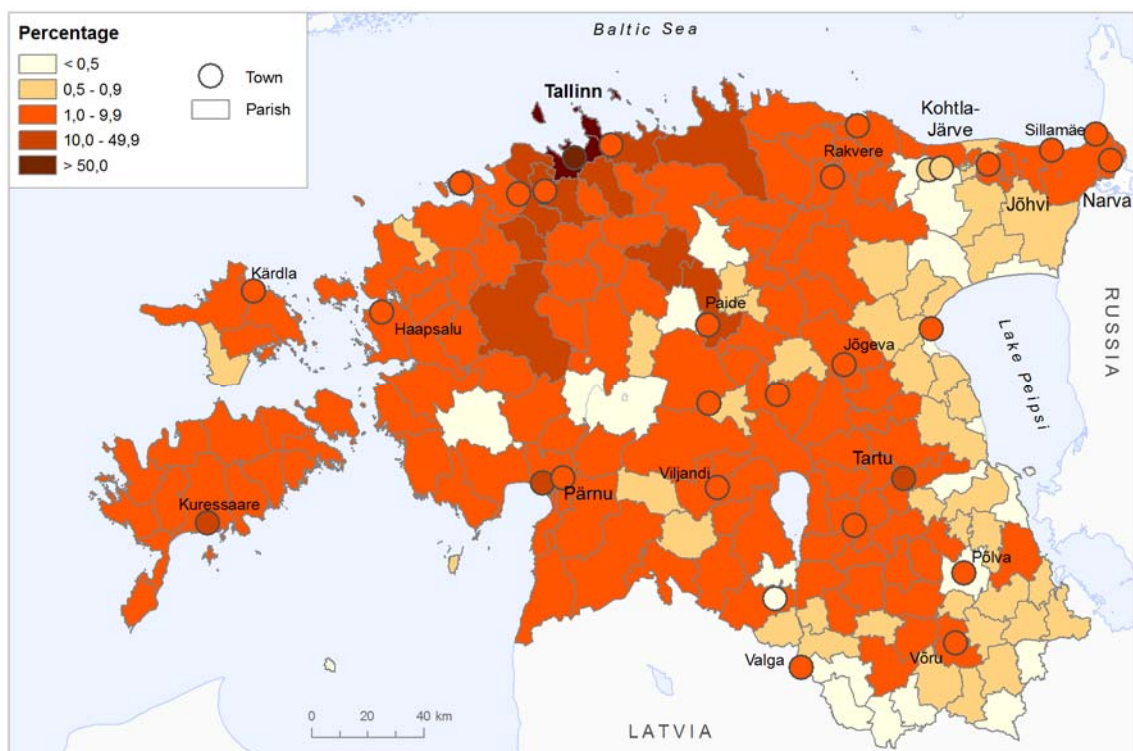 Percentage
< 0,5
0,5 - 0,9
1,0 - 9,9
10,0 - 49,9
> 50,0
Town
Parish
Baltic Sea
Tallinn
Kohtla-
Järve
Sillamäe
Rakvere
Jõhvi
Narva
Kärdla
Haapsalu
Paide
Jõgeva
Lake Peipsi
RUSSIA
Kuressaare
Pärnu
Viljandi
Tartu
Põlva
Valga
Võru
0 20 40 km
LATVIA